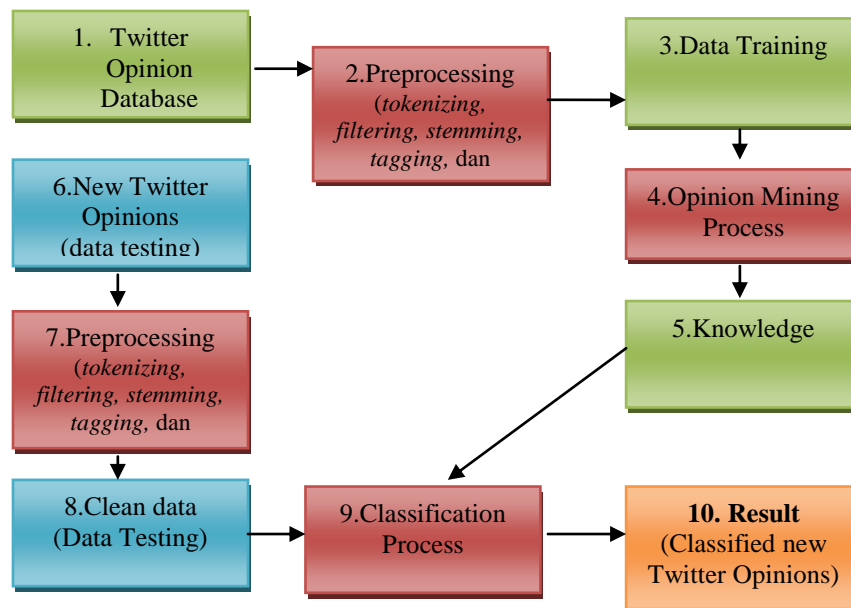 1. Twitter
Opinion
Database
2.Preprocessing
(tokenizing,
filtering, stemming,
tagging, dan
3.Data Training
4.Opinion Mining
Process
5.Knowledge
6.New Twitter
Opinions
(data testing)
7.Preprocessing
(tokenizing,
filtering, stemming,
tagging, dan
8.Clean data
(Data Testing)
9.Classification
Process
10. Result
(Classified new
Twitter Opinions)